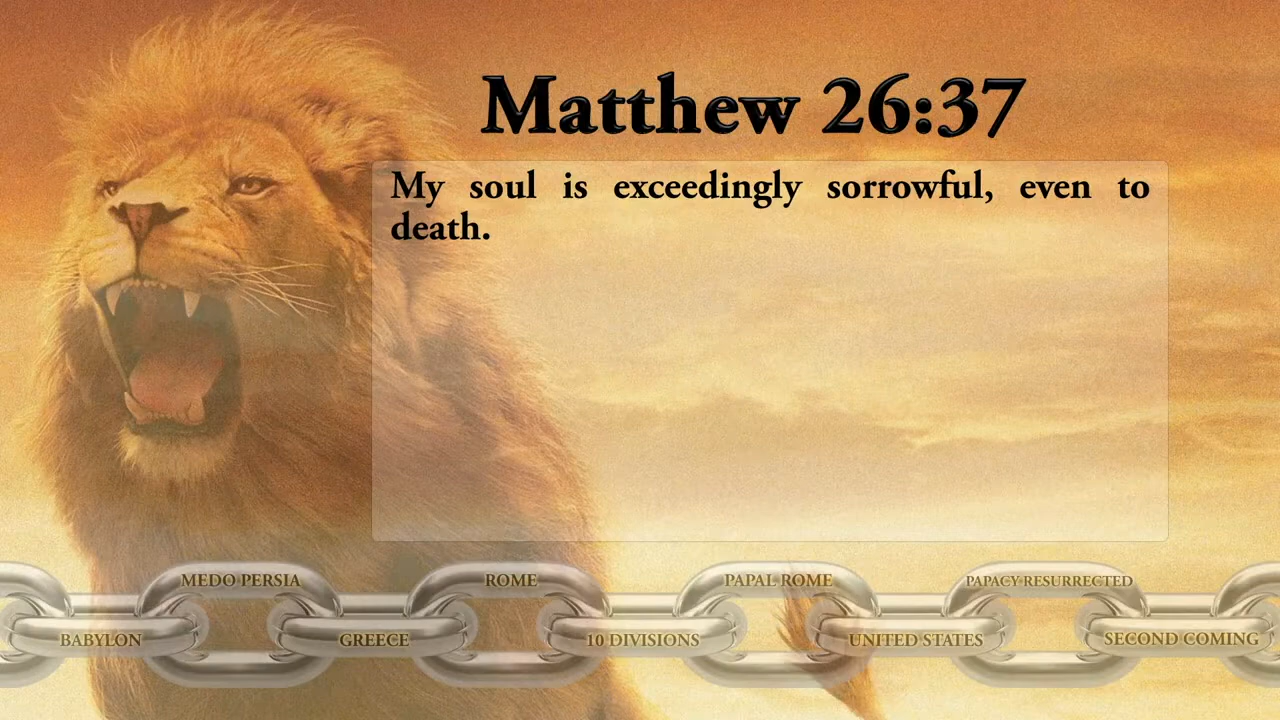 Matthew 26:37
My soul is exceedingly sorrowful, even to
death.
MEDO PERSIA
ROME
PAPAL ROME
PAPACY RESURRECTED
BABYLON
GREECE
10 DIVISIONS
UNITED STATES
SECOND COMING